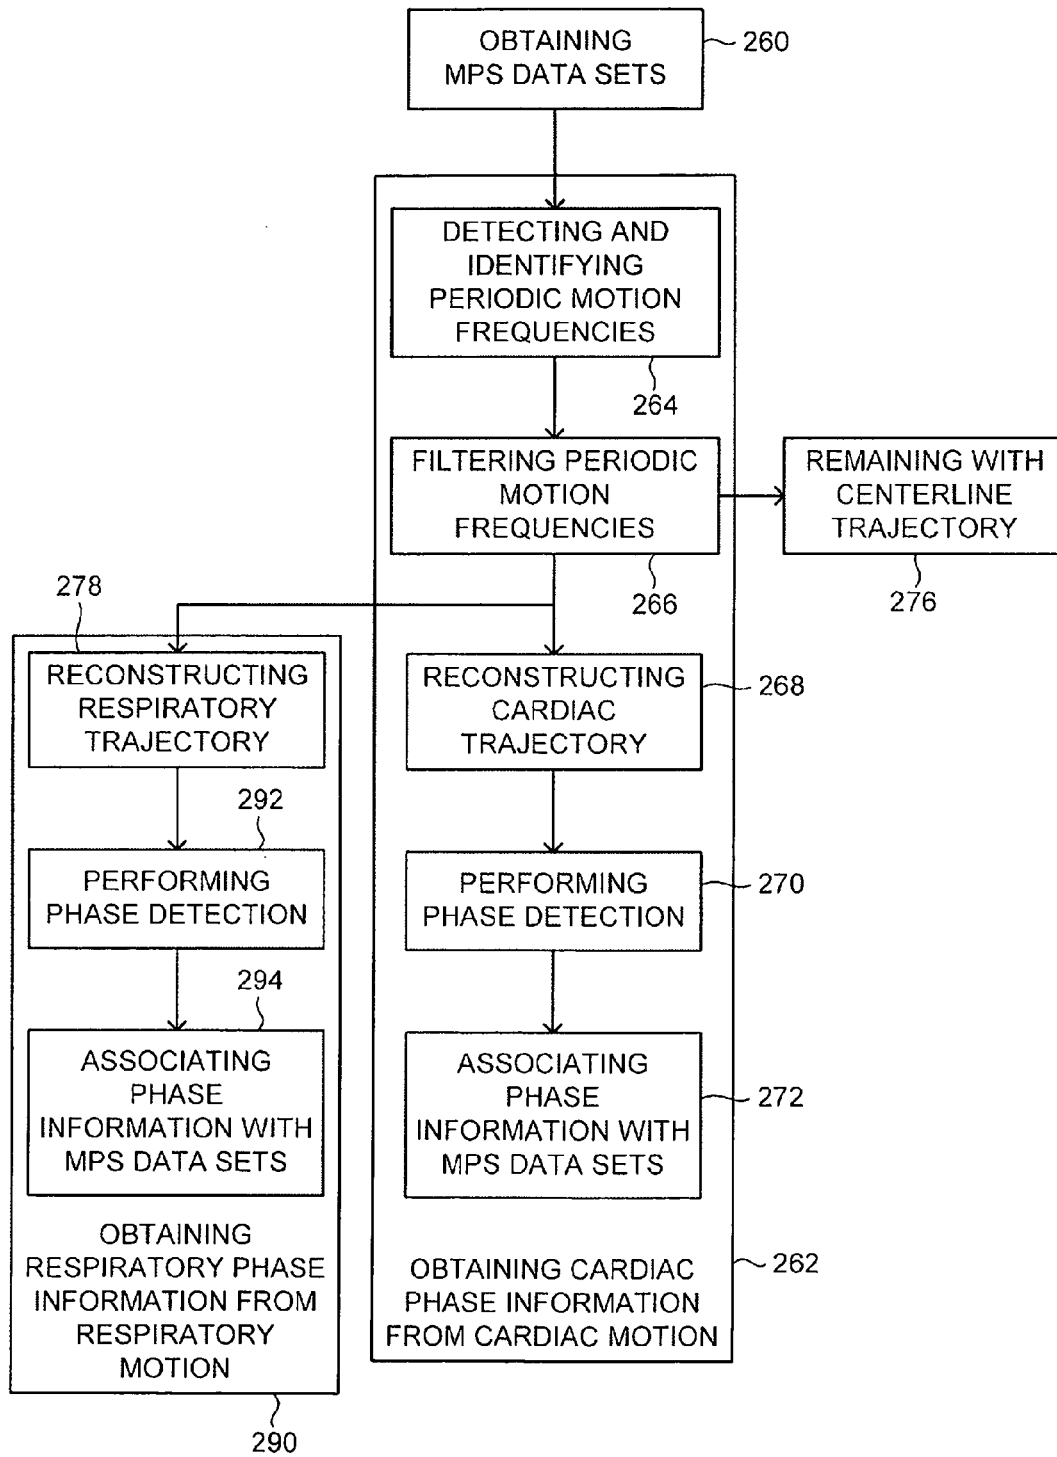 OBTAINING
MPS DATA SETS
260
DETECTING AND
IDENTIFYING
PERIODIC MOTION
FREQUENCIES
264
FILTERING PERIODIC
MOTION
FREQUENCIES
266
REMAINING WITH
CENTERLINE
TRAJECTORY
276
278
RECONSTRUCTING
RESPIRATORY
TRAJECTORY
RECONSTRUCTING
CARDIAC
TRAJECTORY
268
292
PERFORMING
PHASE DETECTION
PERFORMING
PHASE DETECTION
270
294
ASSOCIATING
PHASE
INFORMATION WITH
MPS DATA SETS
ASSOCIATING
PHASE
INFORMATION WITH
MPS DATA SETS
272
OBTAINING
RESPIRATORY PHASE
INFORMATION FROM
RESPIRATORY
MOTION
290
OBTAINING CARDIAC
PHASE INFORMATION
FROM CARDIAC MOTION
262